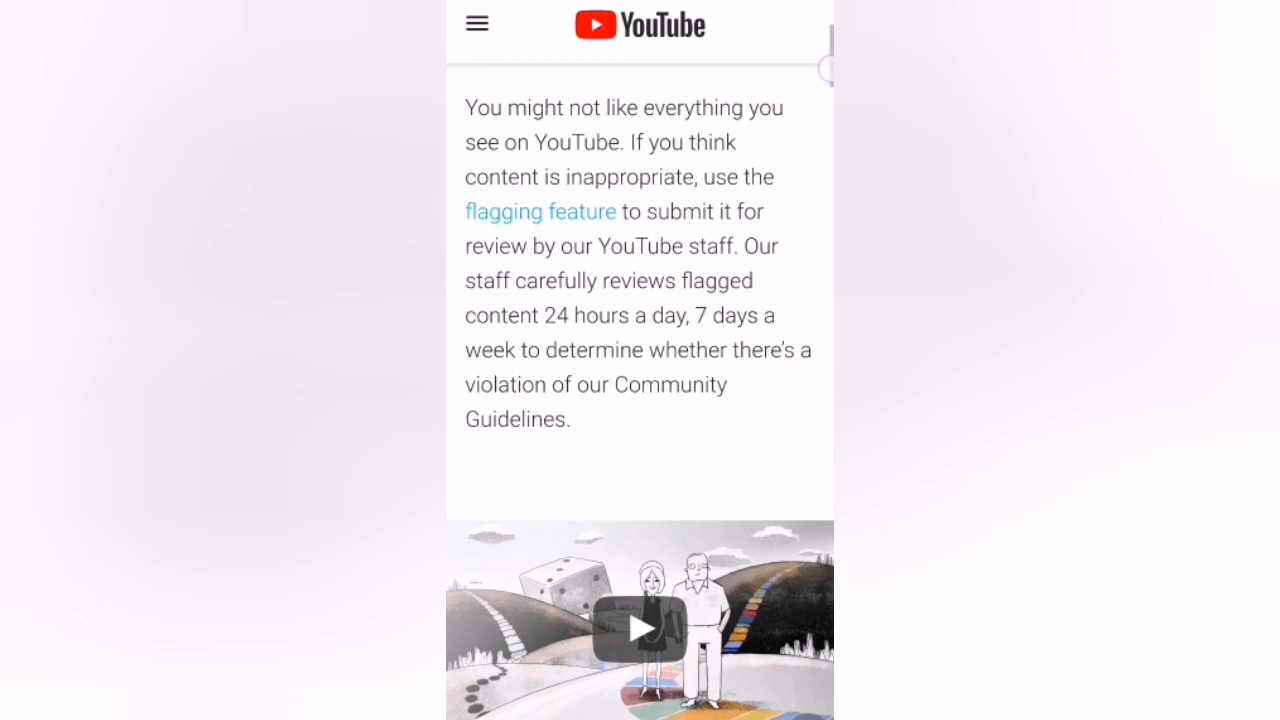 YouTube
You might not like everything you
see on YouTube. If you think
content is inappropriate, use the
flagging feature to submit it for
review by our YouTube staff. Our
staff carefully reviews flagged
content 24 hours a day, 7 days a
week to determine whether there's a
violation of our Community
Guidelines.